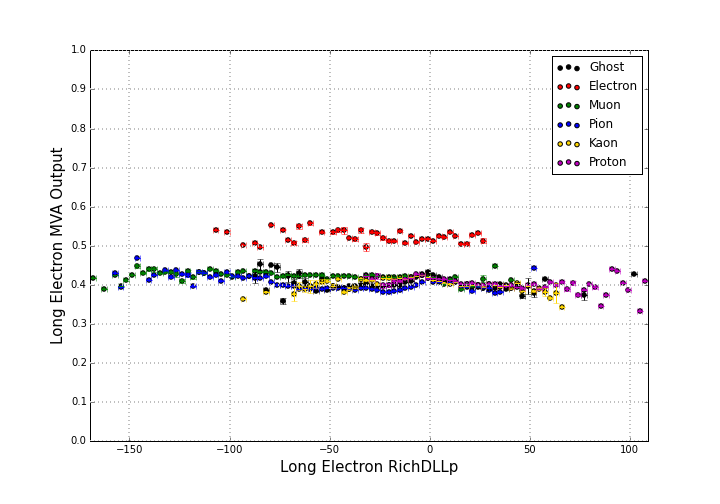 1.0
0.9
0.8
0.7
0.6
0.5
0.4
0.3
0.2
0.1
0.0
Long Electron MVA Output
Ghost
Electron
Muon
Pion
Kaon
Proton
−150 −100 −50 0 50 100
Long Electron RichDLLp